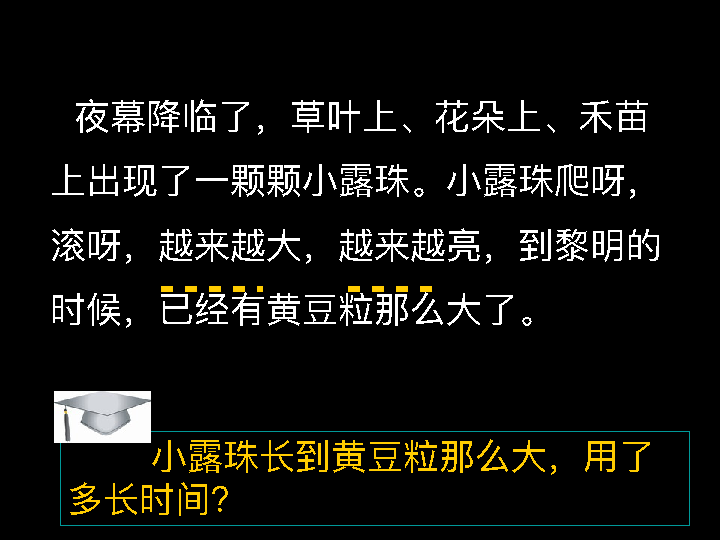 夜幕降临了，草叶上、花朵上、禾苗
上出现了一颗颗小露珠。小露珠爬呀，
滚呀，越来越大，越来越亮，到黎明的
时候，已经有黄豆粒那么大了。
小露珠长到黄豆粒那么大，用了
多长时间？